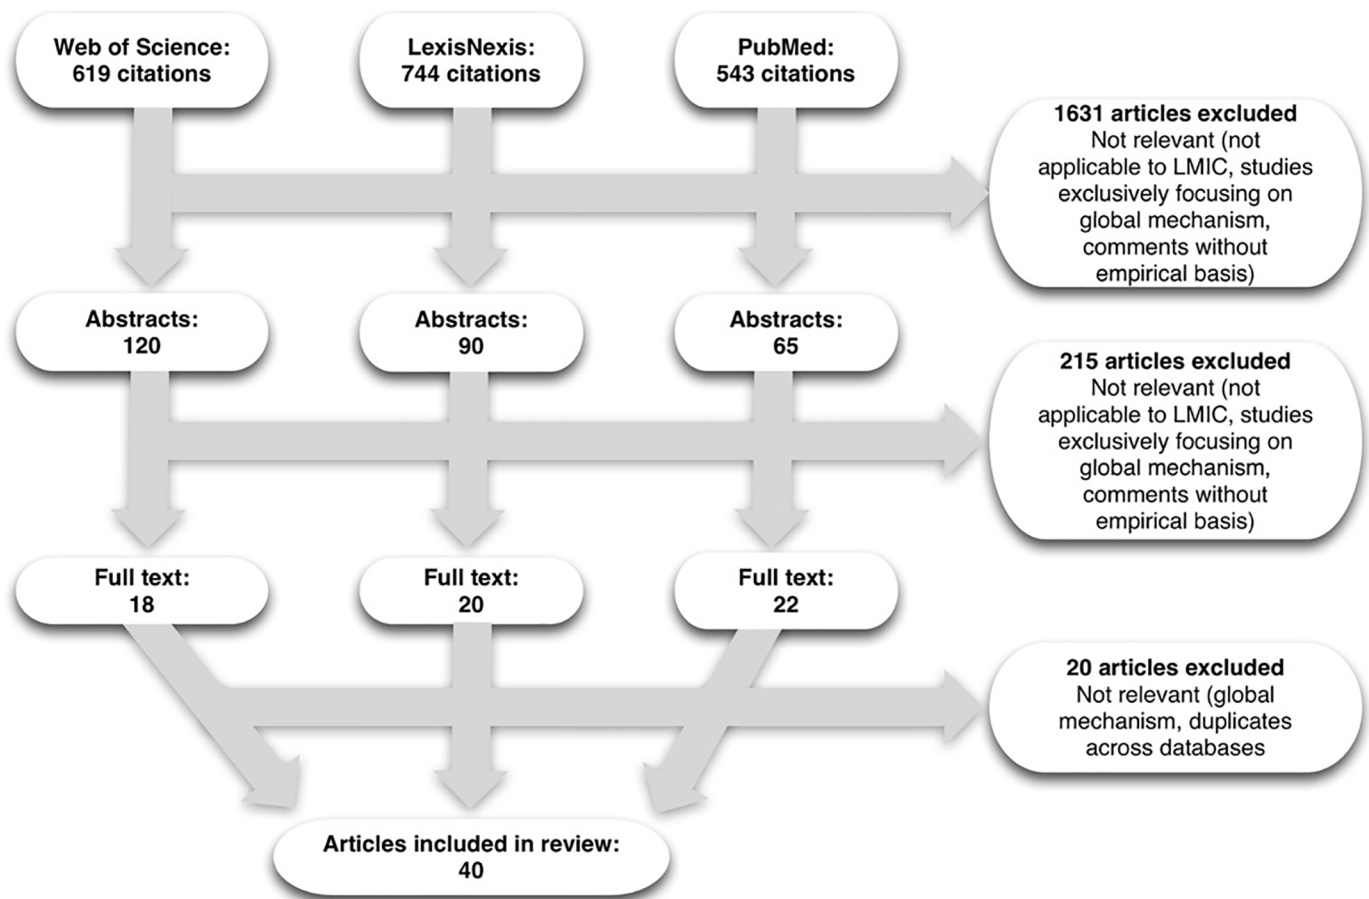 Web of Science:
619 citations
LexisNexis:
744 citations
PubMed:
543 citations
1631 articles excluded
Not relevant (not
applicable to LMIC, studies
exclusively focusing on
global mechanism,
comments without
empirical basis)
Abstracts:
120
Abstracts:
90
Abstracts:
65
215 articles excluded
Not relevant (not
applicable to LMIC, studies
exclusively focusing on
global mechanism,
comments without
empirical basis)
Full text:
18
Full text:
20
Full text:
22
20 articles excluded
Not relevant (global
mechanism, duplicates
across databases
Articles included in review:
40